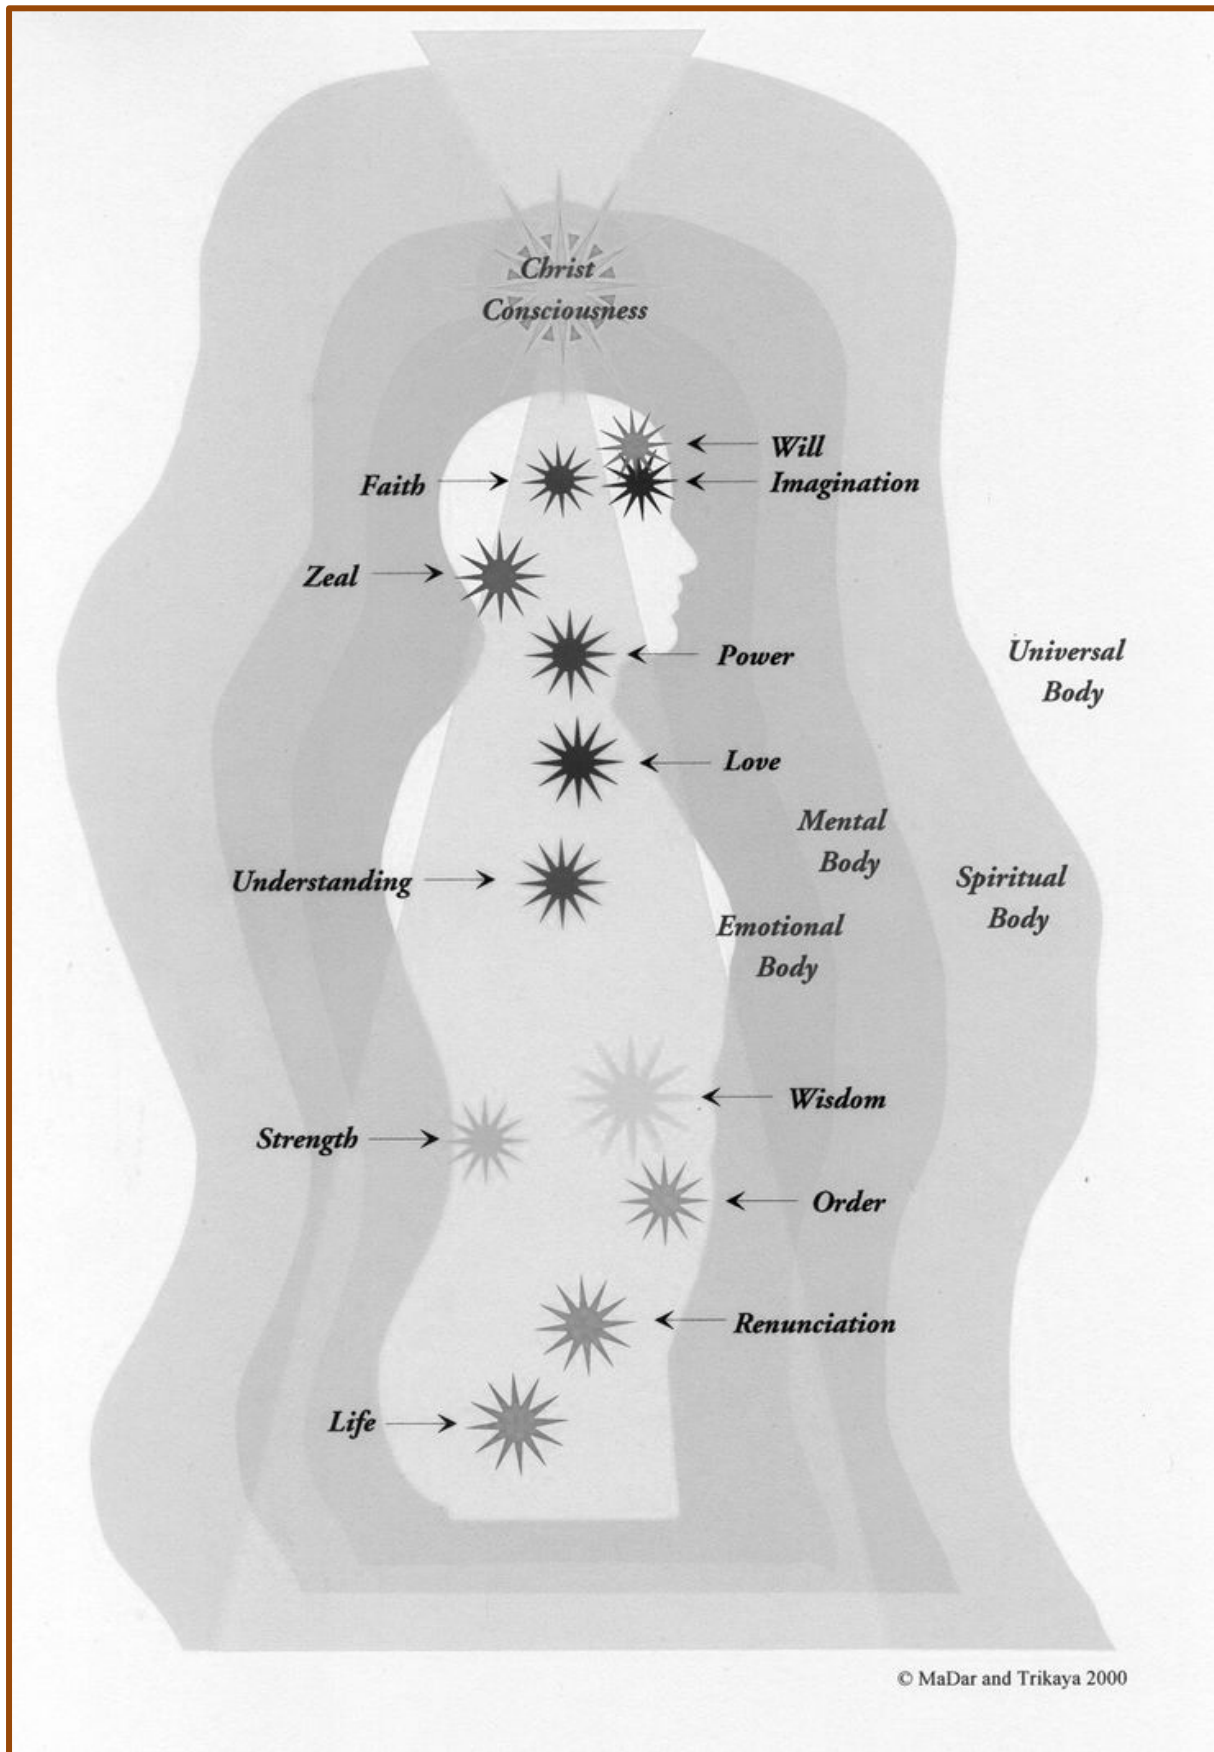 Christ
Consciousness
Will
Faith
Imagination
Zeal
Power
Universal
Body
Love
Mental
Body
Understanding
Spiritual
Body
Emotional
Body
Wisdom
Strength
Order
Renunciation
Life
© MaDar and Trikaya 2000